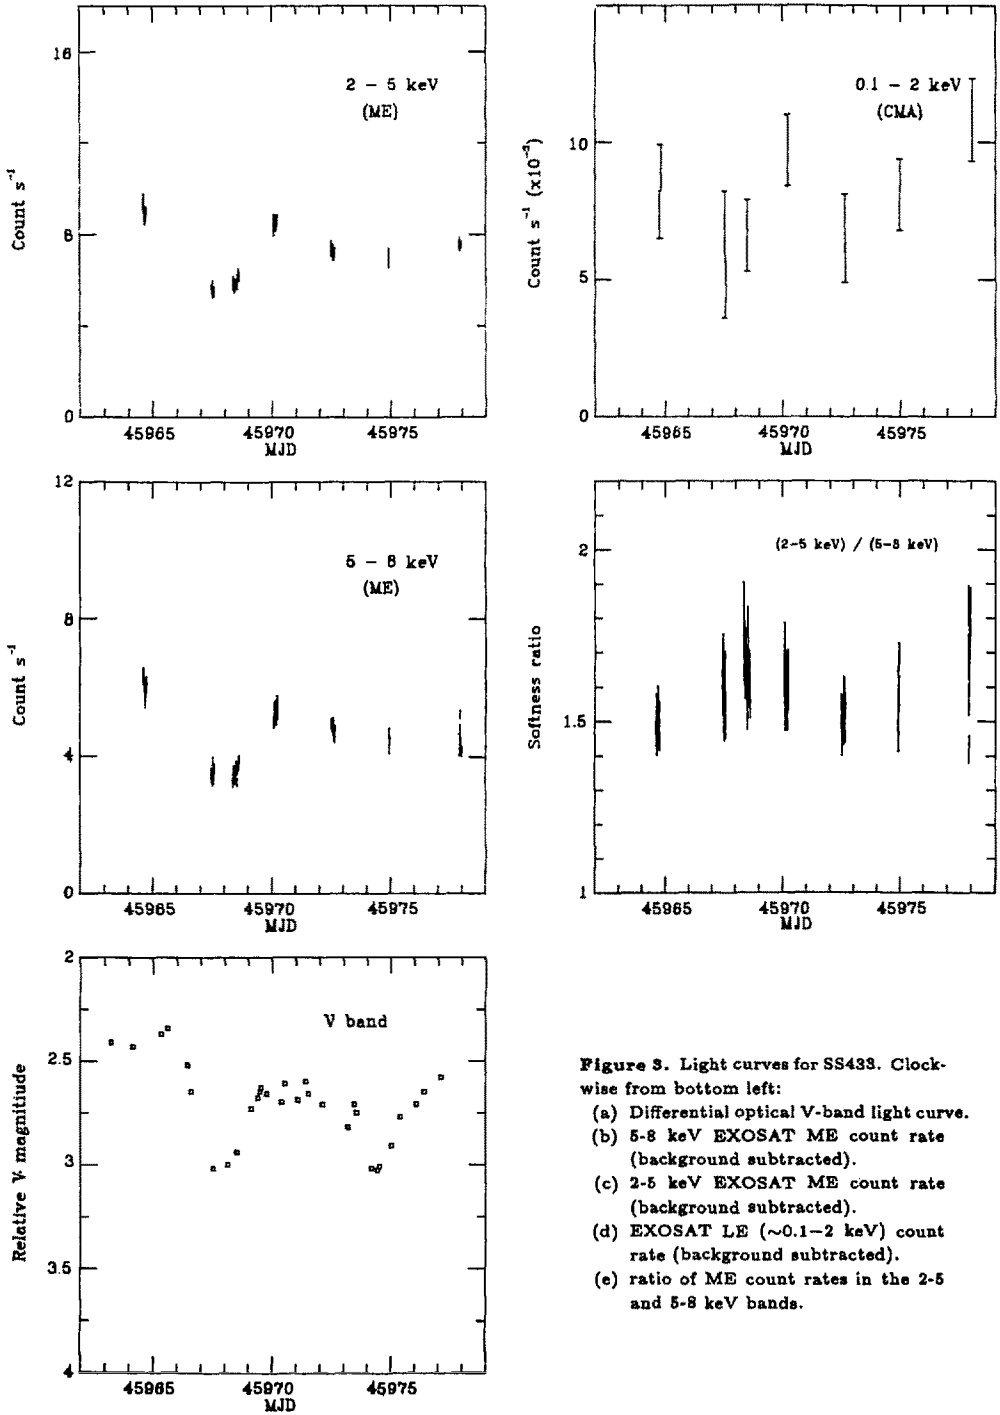 16
8
0
Count s⁻¹
2 – 5 keV
(ME)
45965
45970
45975
MJD
10
5
0
Count s⁻¹ (x10⁻³)
0.1 – 2 keV
(CMA)
45965
45970
45975
MJD
12
8
4
0
Count s⁻¹
5 – 8 keV
(ME)
45965
45970
45975
MJD
2
1.5
1
Softness ratio
(2-5 keV) / (5-8 keV)
45965
45970
45975
MJD
2
2.5
3
3.5
4
Relative V magnitiude
V band
45965
45970
45975
MJD
Figure 3. Light curves for SS433. Clock-
wise from bottom left:
(a) Differential optical V-band light curve.
(b) 5-8 keV EXOSAT ME count rate
(background subtracted).
(c) 2-5 keV EXOSAT ME count rate
(background subtracted).
(d) EXOSAT LE (∼0.1−2 keV) count
rate (background subtracted).
(e) ratio of ME count rates in the 2-5
and 5-8 keV bands.